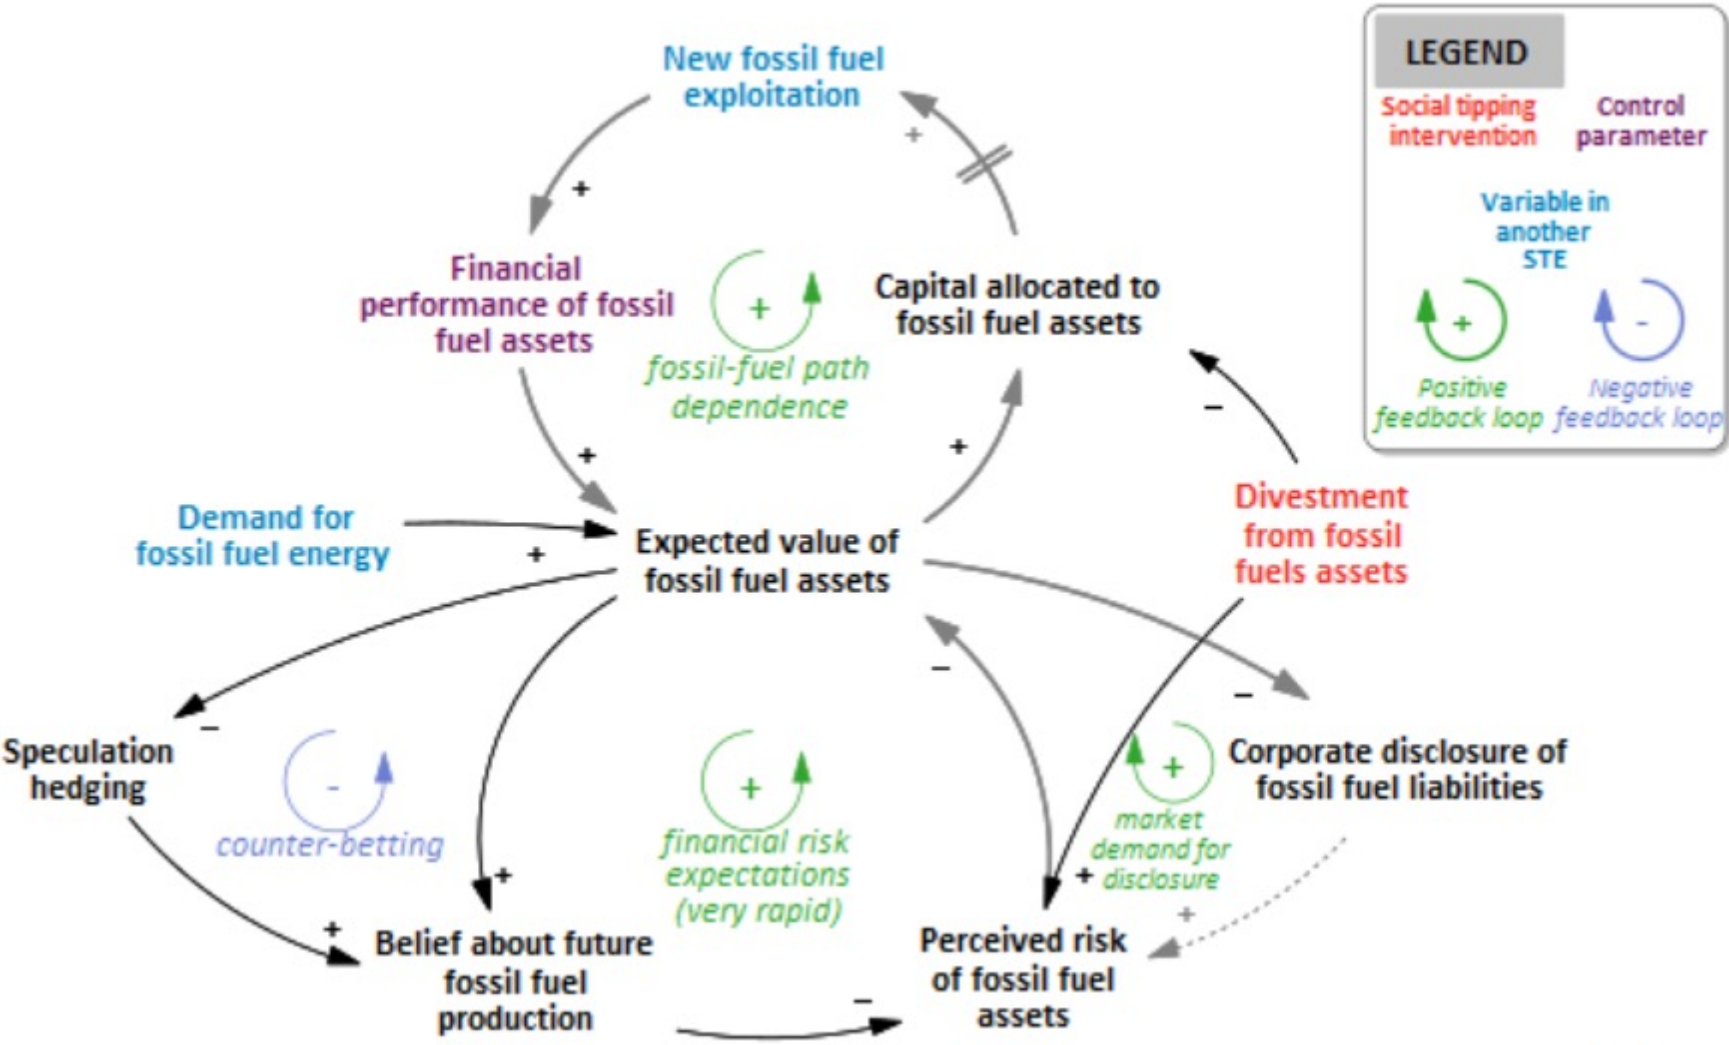 New fossil fuel
exploitation
+
+
Financial
performance of fossil
fuel assets
+
fossil-fuel path
dependence
Capital allocated to
fossil fuel assets
+
+
−
Demand for
fossil fuel energy
+
Expected value of
fossil fuel assets
Divestment
from fossil
fuels assets
−
−
−
Speculation
hedging
-
counter-betting
+
financial risk
expectations
(very rapid)
+
market
demand for
disclosure
Corporate disclosure of
fossil fuel liabilities
+
+
+
+
Belief about future
fossil fuel
production
−
Perceived risk
of fossil fuel
assets
LEGEND
Social tipping
intervention
Control
parameter
Variable in
another
STE
+
Positive
feedback loop
-
Negative
feedback loop